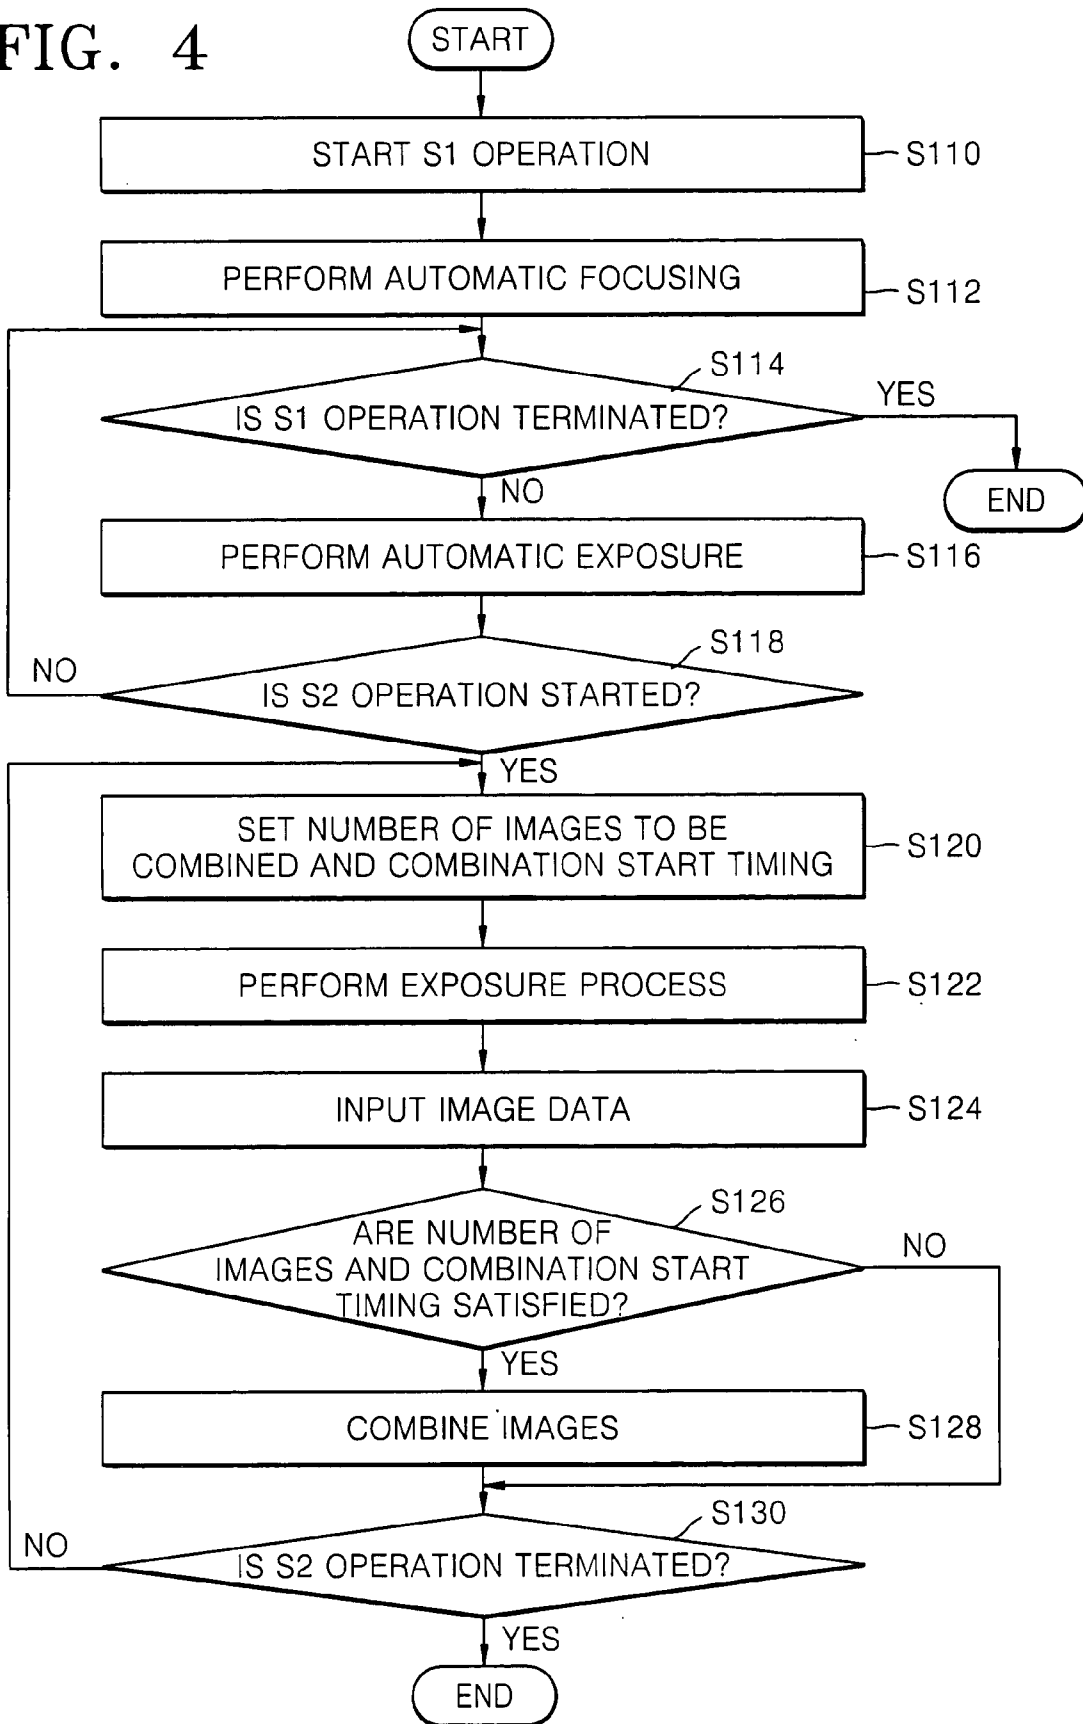 FIG. 4
START
START S1 OPERATION
S110
PERFORM AUTOMATIC FOCUSING
S112
S114
IS S1 OPERATION TERMINATED?
YES
END
NO
PERFORM AUTOMATIC EXPOSURE
S116
S118
IS S2 OPERATION STARTED?
NO
YES
SET NUMBER OF IMAGES TO BE
COMBINED AND COMBINATION START TIMING
S120
PERFORM EXPOSURE PROCESS
S122
INPUT IMAGE DATA
S124
S126
ARE NUMBER OF
IMAGES AND COMBINATION START
TIMING SATISFIED?
NO
YES
COMBINE IMAGES
S128
S130
IS S2 OPERATION TERMINATED?
NO
YES
END